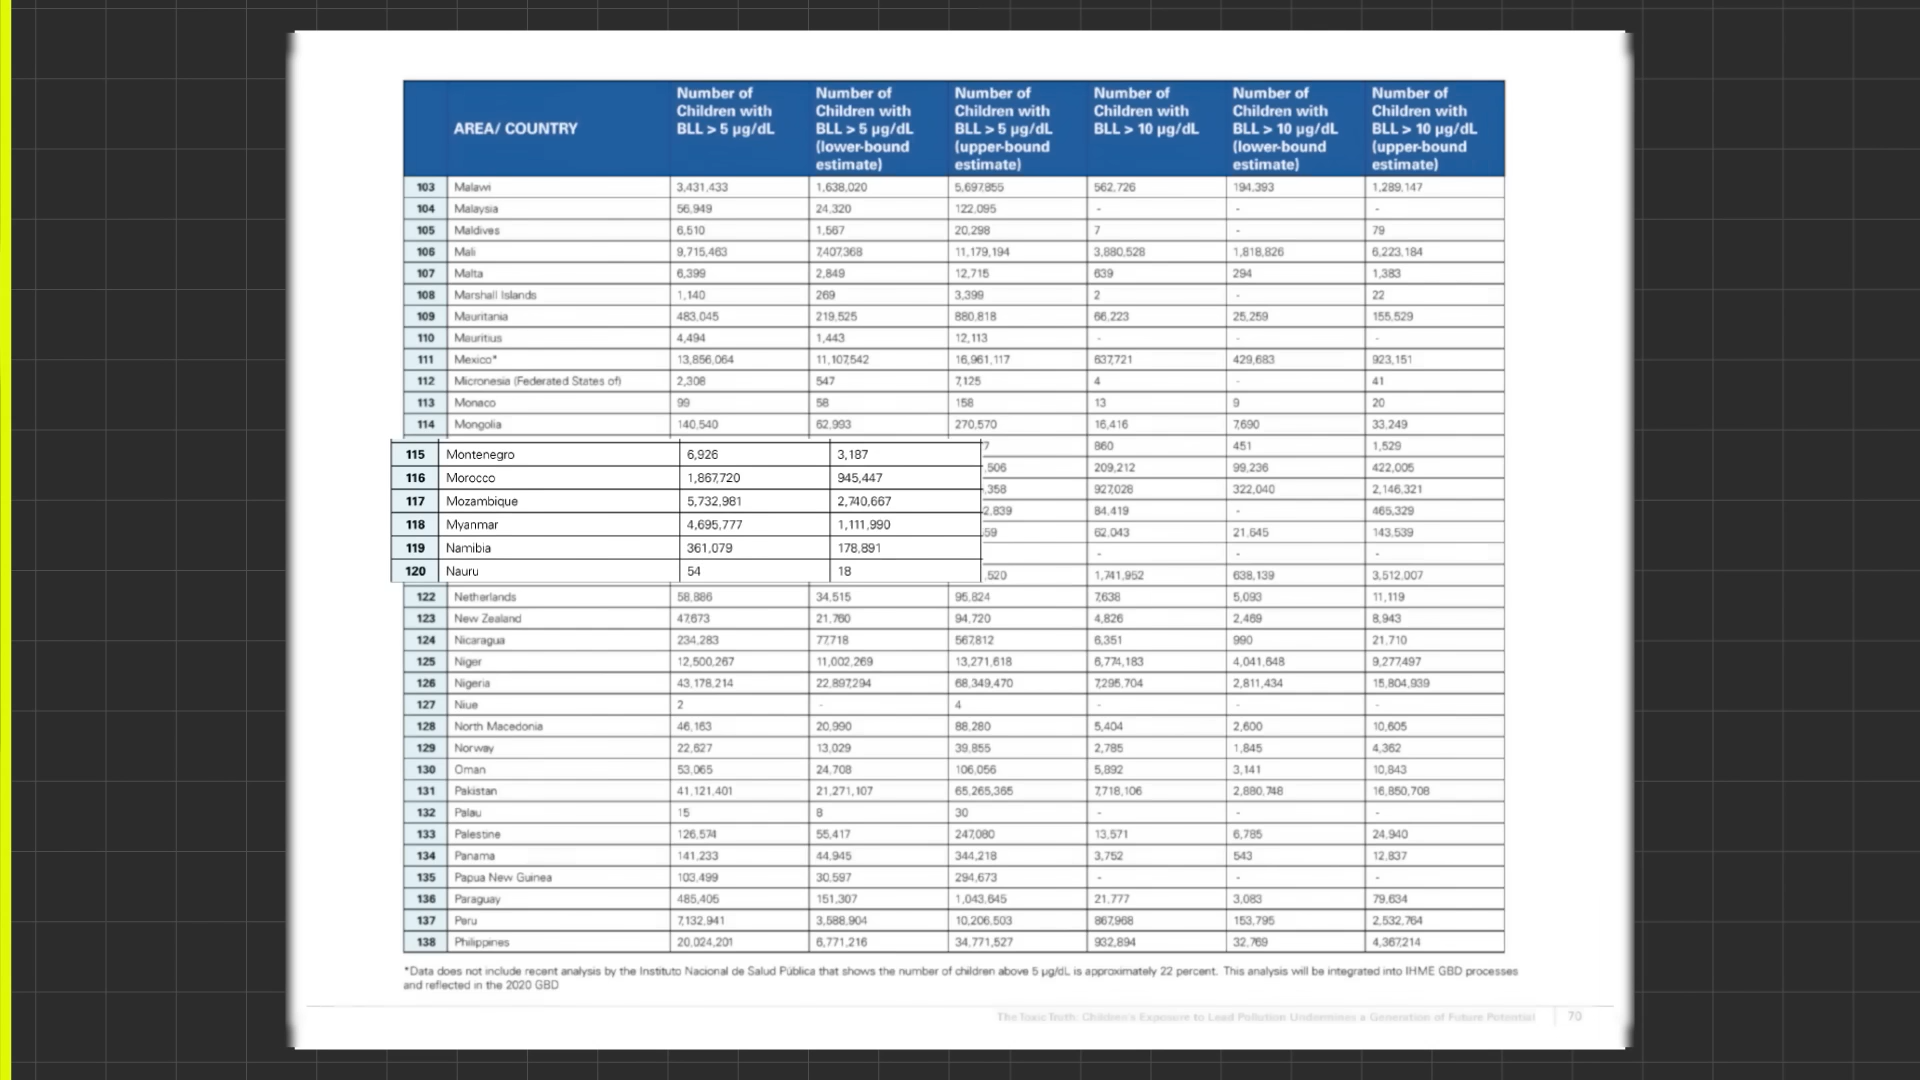 AREA/ COUNTRY | Number of Children with BLL > 5 µg/dL | Number of Children with BLL > 5 µg/dL (lower-bound estimate) | Number of Children with BLL > 5 µg/dL (upper-bound estimate) | Number of Children with BLL > 10 µg/dL | Number of Children with BLL > 10 µg/dL (lower-bound estimate) | Number of Children with BLL > 10 µg/dL (upper-bound estimate)
103 Malawi 3,431,433 1,638,020 5,697,855 562,726 194,393 1,289,147
104 Malaysia 56,949 24,320 122,095 - - -
105 Maldives 6,510 1,567 20,298 7 - 79
106 Mali 9,715,463 7,407,368 11,179,194 3,880,528 1,818,826 6,223,184
107 Malta 6,399 2,849 12,715 639 294 1,383
108 Marshall Islands 1,140 269 3,399 2 - 22
109 Mauritania 483,045 219,525 880,818 66,223 25,259 155,529
110 Mauritius 4,494 1,443 12,113 - - -
111 Mexico* 13,856,064 11,107,542 16,961,117 637,721 429,683 923,151
112 Micronesia (Federated States of) 2,308 547 7,125 4 - 41
113 Monaco 99 58 158 13 9 20
114 Mongolia 140,540 62,993 270,570 16,416 7,690 33,249
115 Montenegro 6,926 3,187 7 860 451 1,529
116 Morocco 1,867,720 945,447 ,506 209,212 99,236 422,005
117 Mozambique 5,732,981 2,740,667 ,358 927,028 322,040 2,146,321
118 Myanmar 4,695,777 1,111,990 2,839 84,419 - 465,329
119 Namibia 361,079 178,891 59 62,043 21,645 143,539
120 Nauru 54 18 - - -
,520 1,741,952 638,139 3,512,007
122 Netherlands 58,886 34,515 95,824 7,638 5,093 11,119
123 New Zealand 47,673 21,760 94,720 4,826 2,469 8,943
124 Nicaragua 234,283 77,718 567,812 6,351 990 21,710
125 Niger 12,500,267 11,002,269 13,271,618 6,774,183 4,041,648 9,277,497
126 Nigeria 43,178,214 22,897,294 68,349,470 7,295,704 2,811,434 15,804,939
127 Niue 2 - 4 - - -
128 North Macedonia 46,163 20,990 88,280 5,404 2,600 10,605
129 Norway 22,627 13,029 39,855 2,785 1,845 4,362
130 Oman 53,065 24,708 106,056 5,892 3,141 10,843
131 Pakistan 41,121,401 21,271,107 65,265,365 7,718,106 2,880,748 16,850,708
132 Palau 15 8 30 - - -
133 Palestine 126,574 55,417 247,080 13,571 6,785 24,940
134 Panama 141,233 44,945 344,218 3,752 543 12,837
135 Papua New Guinea 103,499 30,597 294,673 - - -
136 Paraguay 485,405 151,307 1,043,645 21,777 3,083 79,634
137 Peru 7,132,941 3,588,904 10,206,503 867,968 153,795 2,532,764
138 Philippines 20,024,201 6,771,216 34,771,527 932,894 32,769 4,367,214
*Data does not include recent analysis by the Instituto Nacional de Salud Pública that shows the number of children above 5 µg/dL is approximately 22 percent. This analysis will be integrated into IHME GBD processes
and reflected in the 2020 GBD
The Toxic Truth: Children's Exposure to Lead Pollution Undermines a Generation of Future Potential 70